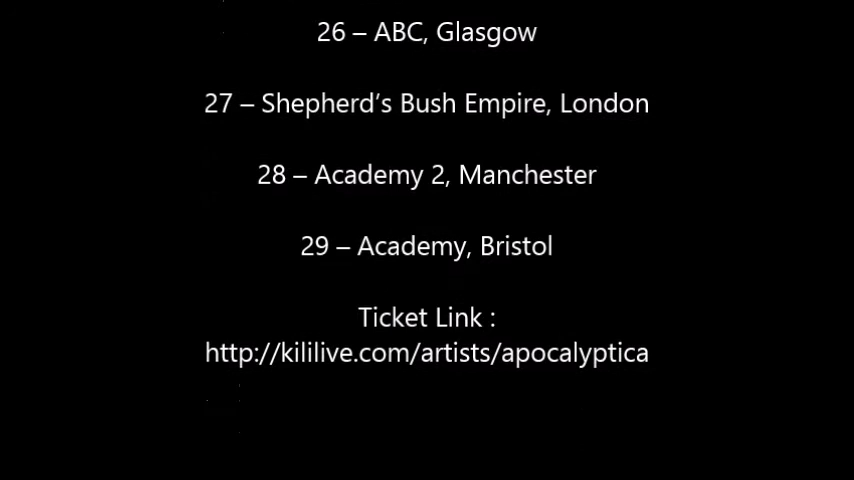 26 – ABC, Glasgow
27 – Shepherd’s Bush Empire, London
28 – Academy 2, Manchester
29 – Academy, Bristol
Ticket Link :
http://kililive.com/artists/apocalyptica